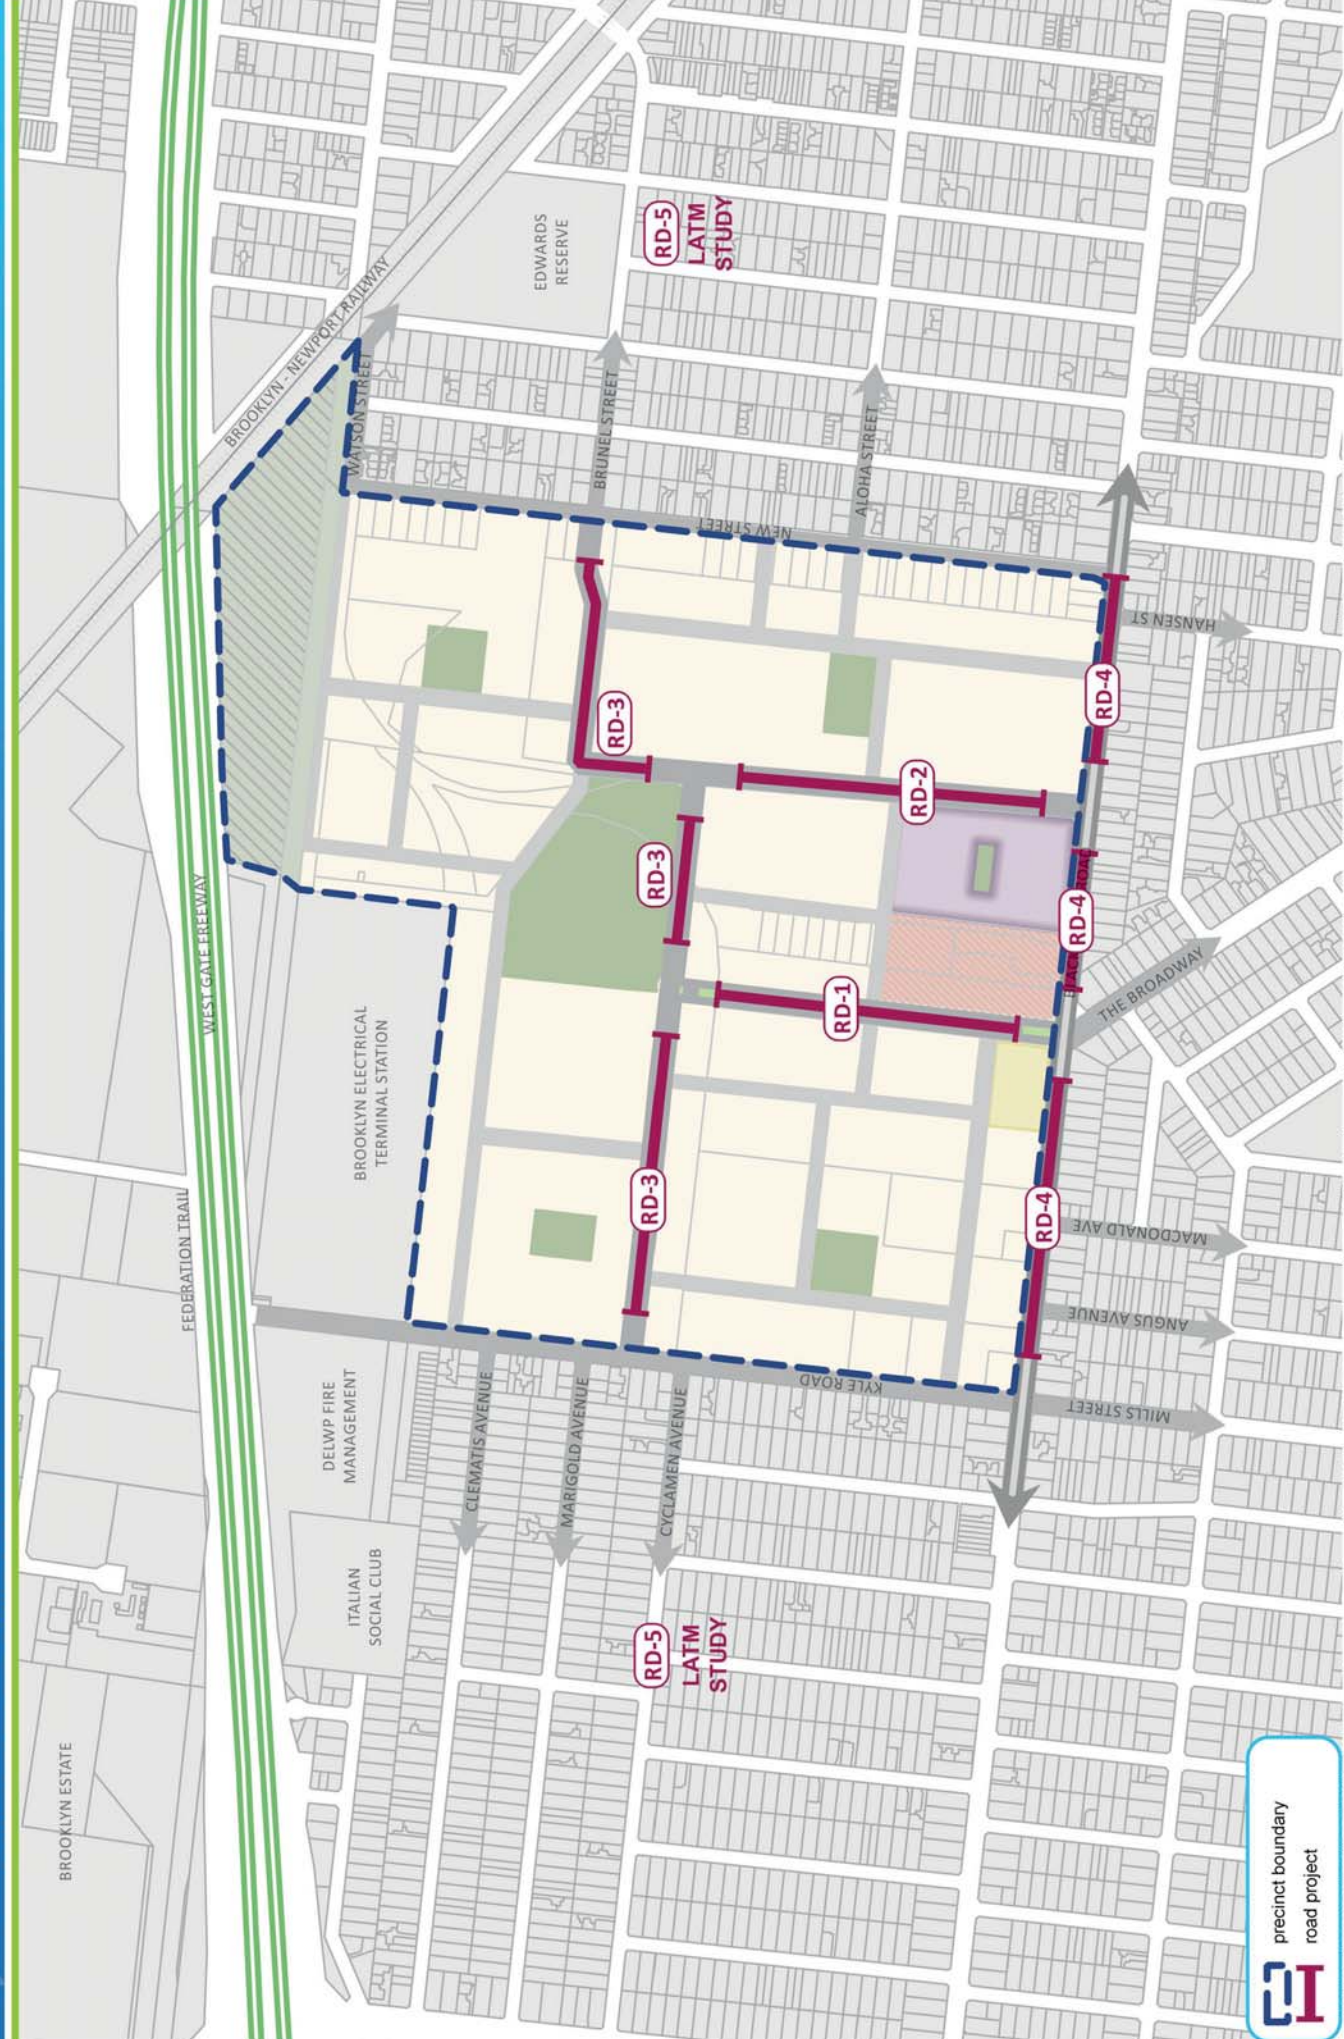 BROOKLYN ESTATE
FEDERATION TRAIL
WEST GATE FREEWAY
BROOKLYN - NEWPORT RAILWAY
ITALIAN
SOCIAL CLUB
DELWP FIRE
MANAGEMENT
BROOKLYN ELECTRICAL
TERMINAL STATION
WATSON STREET
EDWARDS
RESERVE
CLEMATIS AVENUE
MARIGOLD AVENUE
CYCLAMEN AVENUE
BRUNEL STREET
RD-5
LATM
STUDY
RD-3
RD-3
RD-3
RD-5
LATM
STUDY
NEW STREET
KYLE ROAD
RD-1
RD-2
ALOHA STREET
RD-4
RD-4
ROAD
RD-4
MILLS STREET
ANGUS AVENUE
MACDONALD AVE
THE BROADWAY
HANSEN ST
precinct boundary
road project